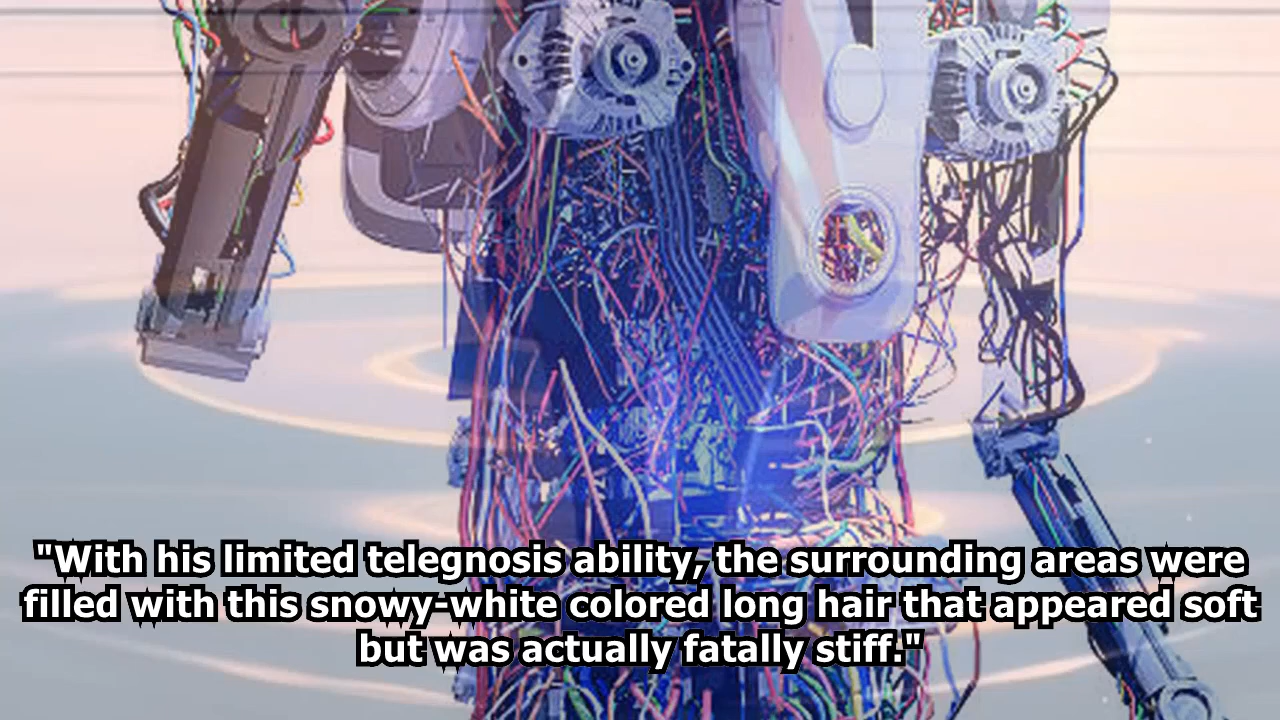 "With his limited telegnosis ability, the surrounding areas were
filled with this snowy-white colored long hair that appeared soft
but was actually fatally stiff."